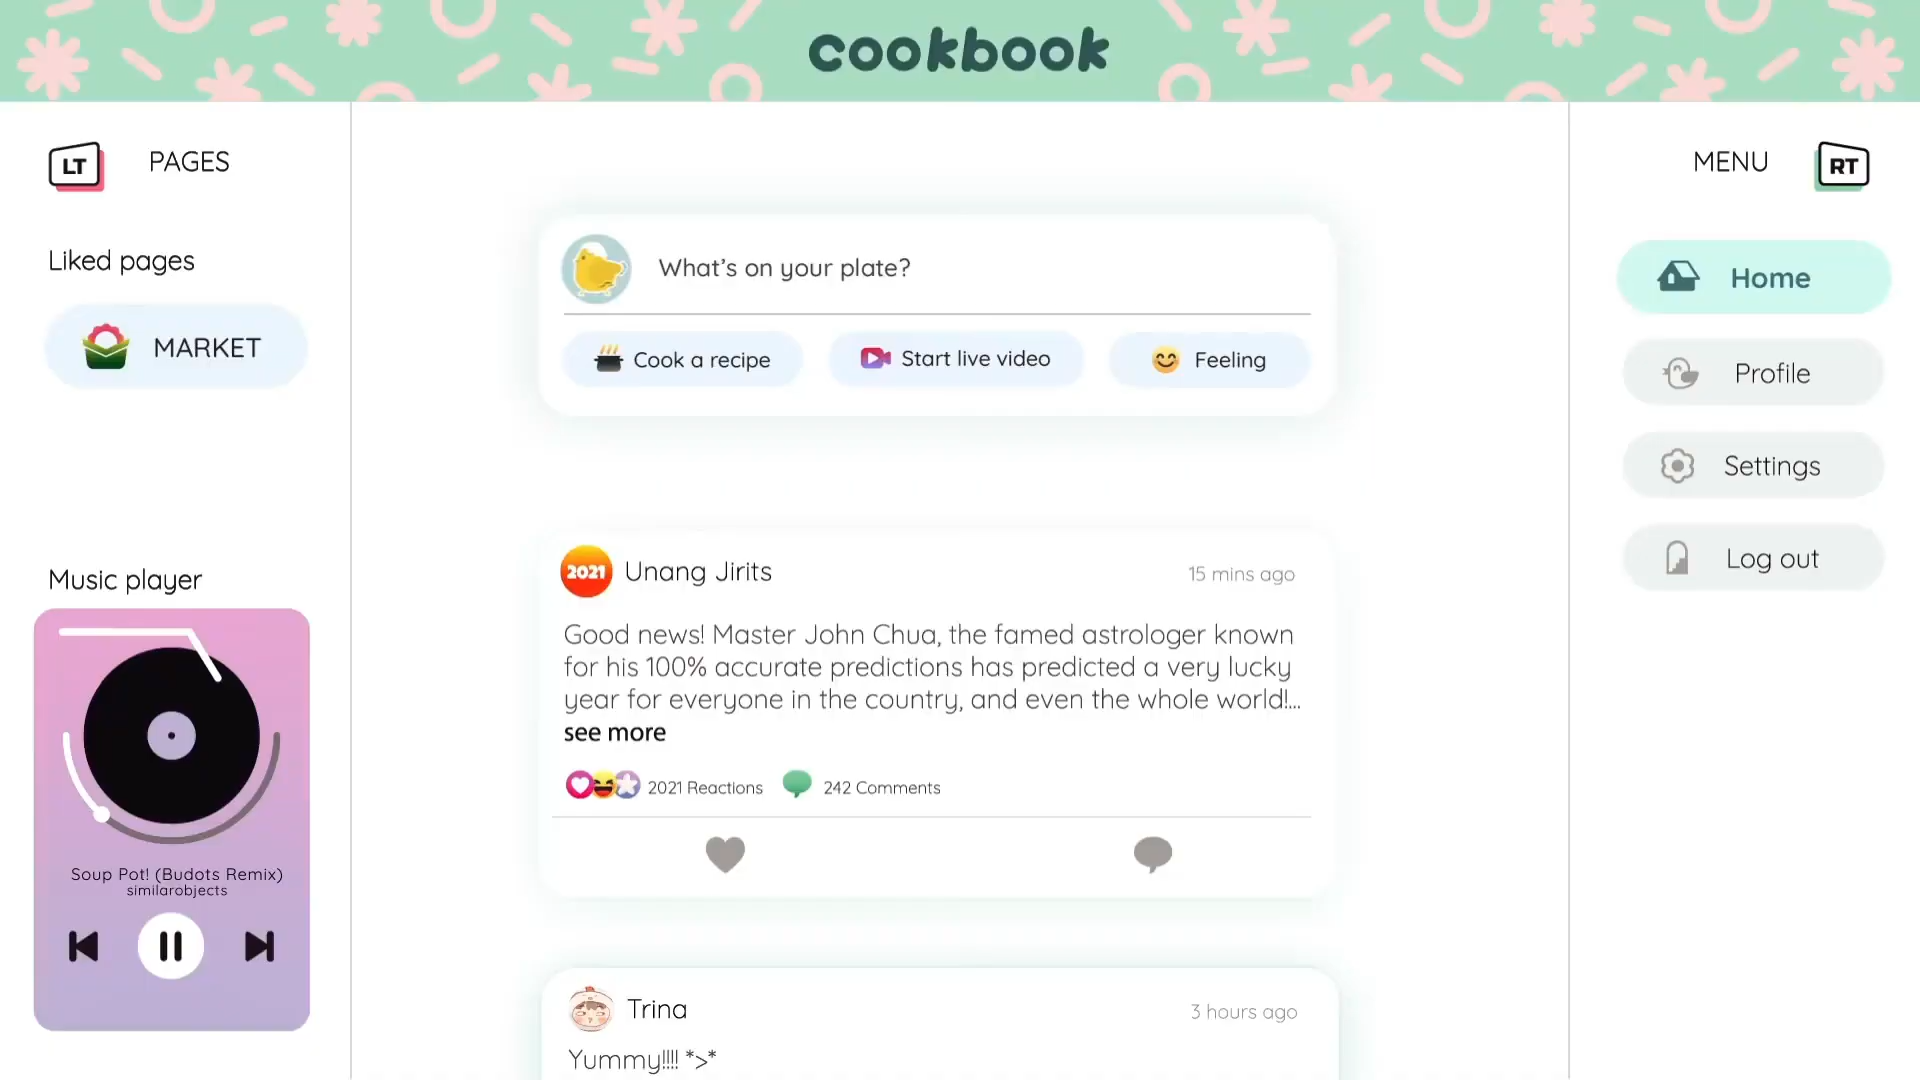 cookbook
LT PAGES
MENU RT
Liked pages
MARKET
Music player
Soup Pot! (Budots Remix)
similarobjects
What's on your plate?
Cook a recipe
Start live video
Feeling
2021 Unang Jirits
15 mins ago
Good news! Master John Chua, the famed astrologer known
for his 100% accurate predictions has predicted a very lucky
year for everyone in the country, and even the whole world!...
see more
2021 Reactions
242 Comments
Trina
3 hours ago
Yummy!!!! *>*
Home
Profile
Settings
Log out